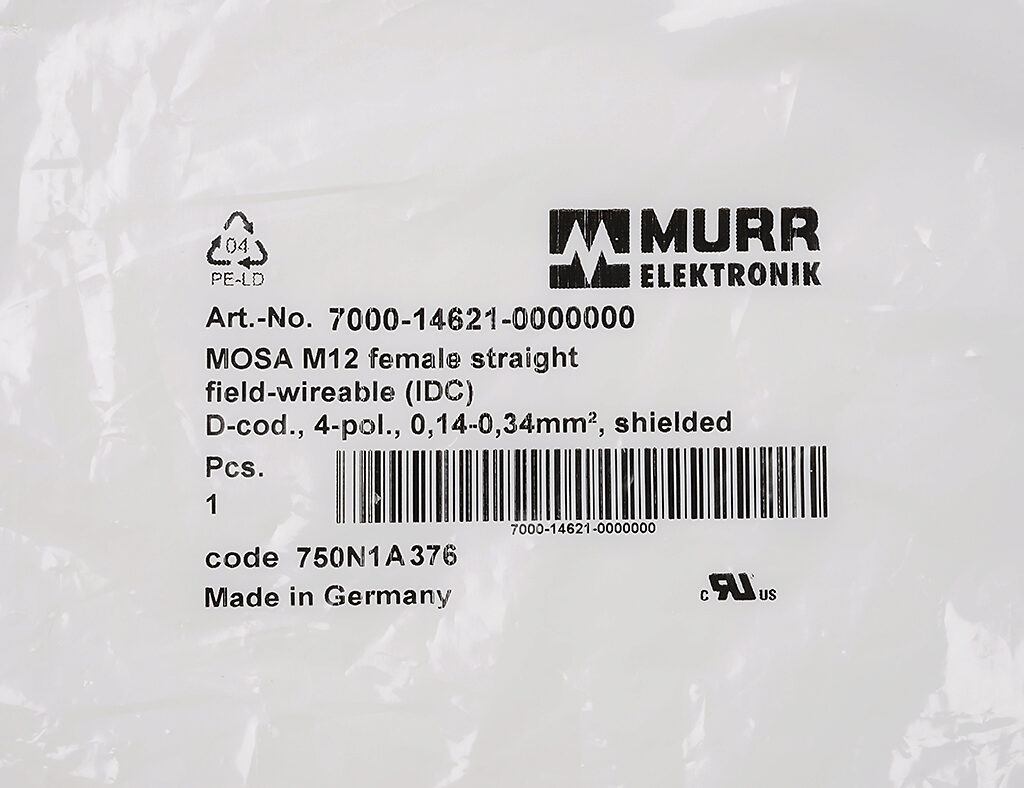 04
PE-LD
MURR
ELEKTRONIK
Art.-No. 7000-14621-0000000
MOSA M12 female straight
field-wireable (IDC)
D-cod., 4-pol., 0,14-0,34mm², shielded
Pcs.
1
7000-14621-0000000
code 750N1A376
Made in Germany
c RU US